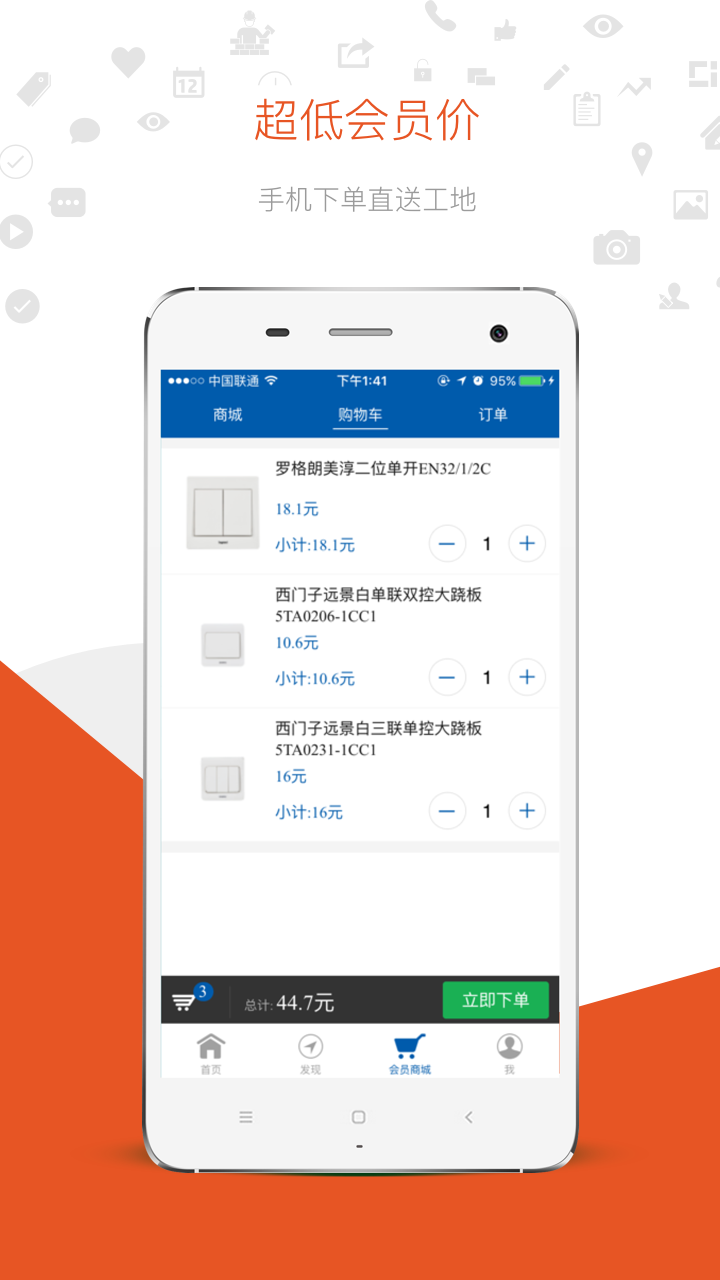 12
超低会员价
手机下单直送工地
中国联通
下午1:41
95%
商城
购物车
订单
罗格朗美淳二位单开EN32/1/2C
18.1元
小计:18.1元
1
西门子远景白单联双控大跷板
5TA0206-1CC1
10.6元
小计:10.6元
1
西门子远景白三联单控大跷板
5TA0231-1CC1
16元
小计:16元
1
3
总计:44.7元
立即下单
首页
发现
会员商城
我